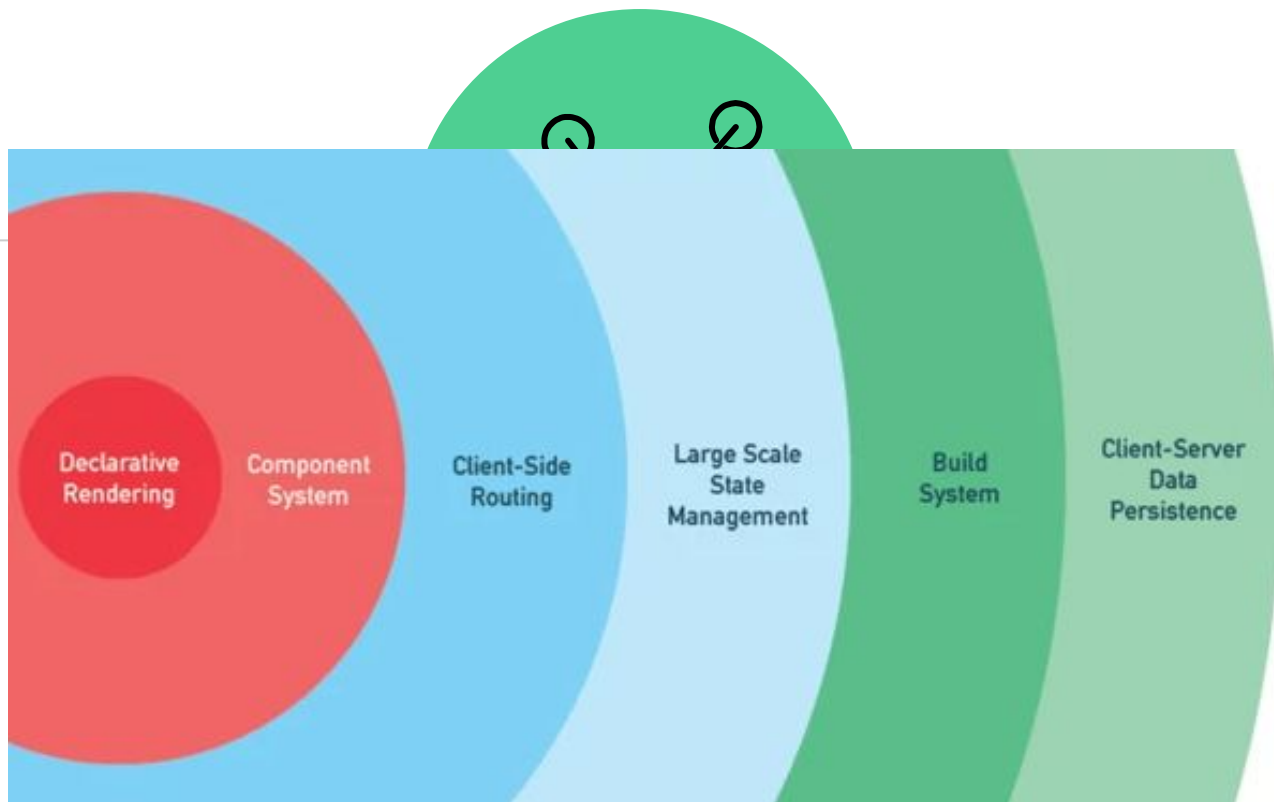 Declarative
Rendering
Component
System
Client-Side
Routing
Large Scale
State
Management
Build
System
Client-Server
Data
Persistence